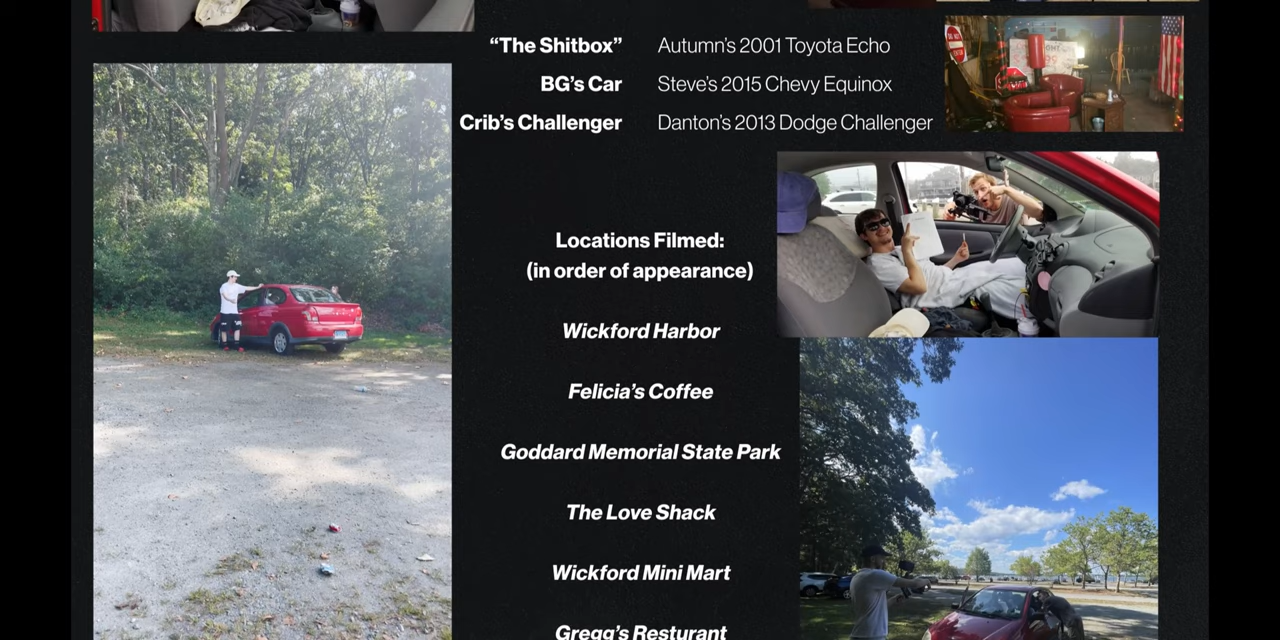 “The Shitbox” Autumn’s 2001 Toyota Echo
BG’s Car Steve’s 2015 Chevy Equinox
Crib’s Challenger Danton’s 2013 Dodge Challenger
Locations Filmed:
(in order of appearance)
Wickford Harbor
Felicia’s Coffee
Goddard Memorial State Park
The Love Shack
Wickford Mini Mart
Gregg’s Resturant